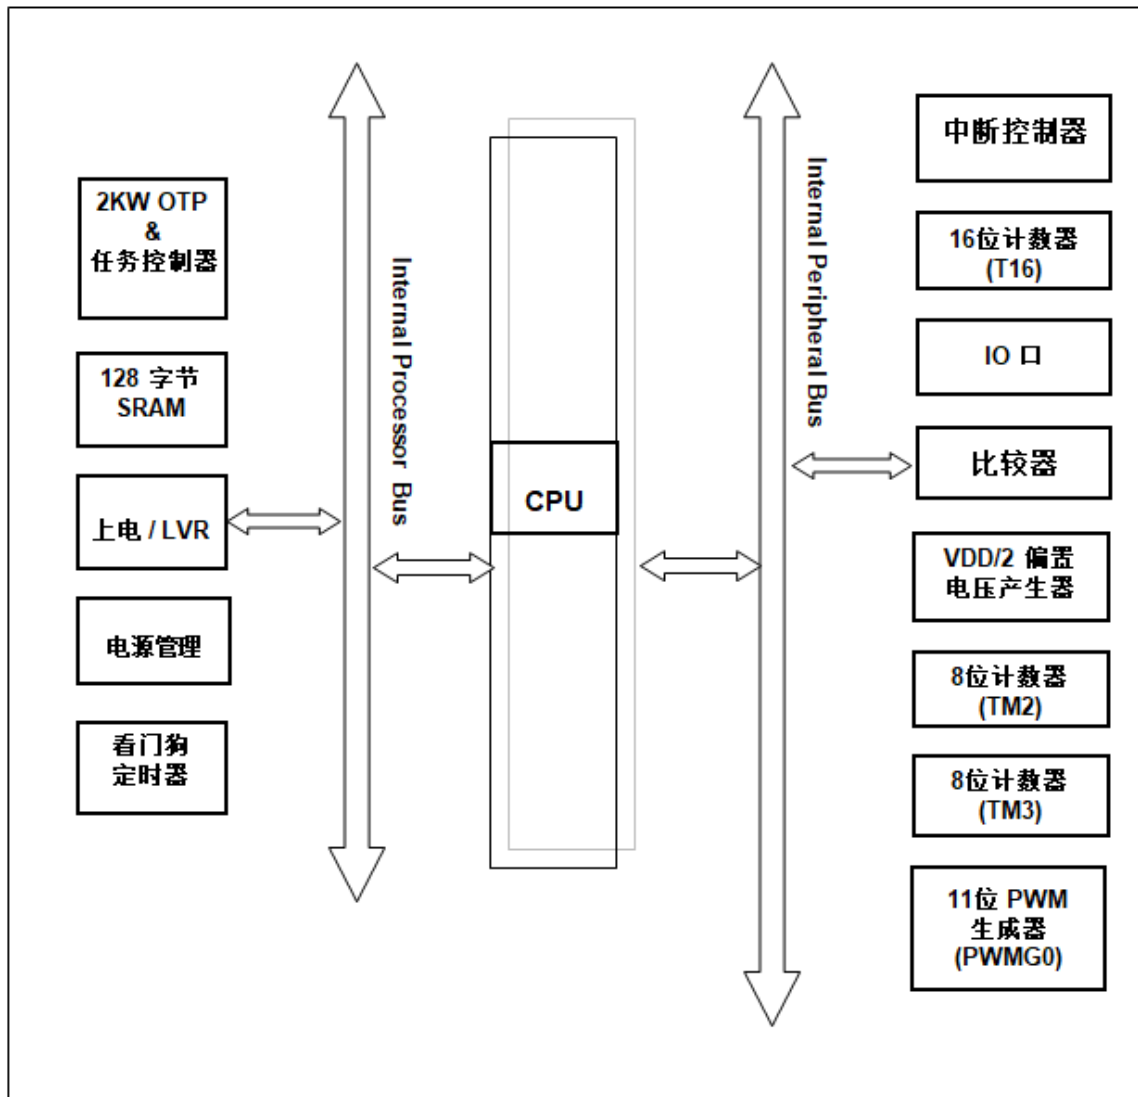 2KW OTP
&
任务控制器
128 字节
SRAM
上电 / LVR
电源管理
看门狗
定时器
Internal Processor Bus
CPU
Internal Peripheral Bus
中断控制器
16位计数器
(T16)
IO 口
比较器
VDD/2 偏置
电压产生器
8位计数器
(TM2)
8位计数器
(TM3)
11位 PWM
生成器
(PWMG0)